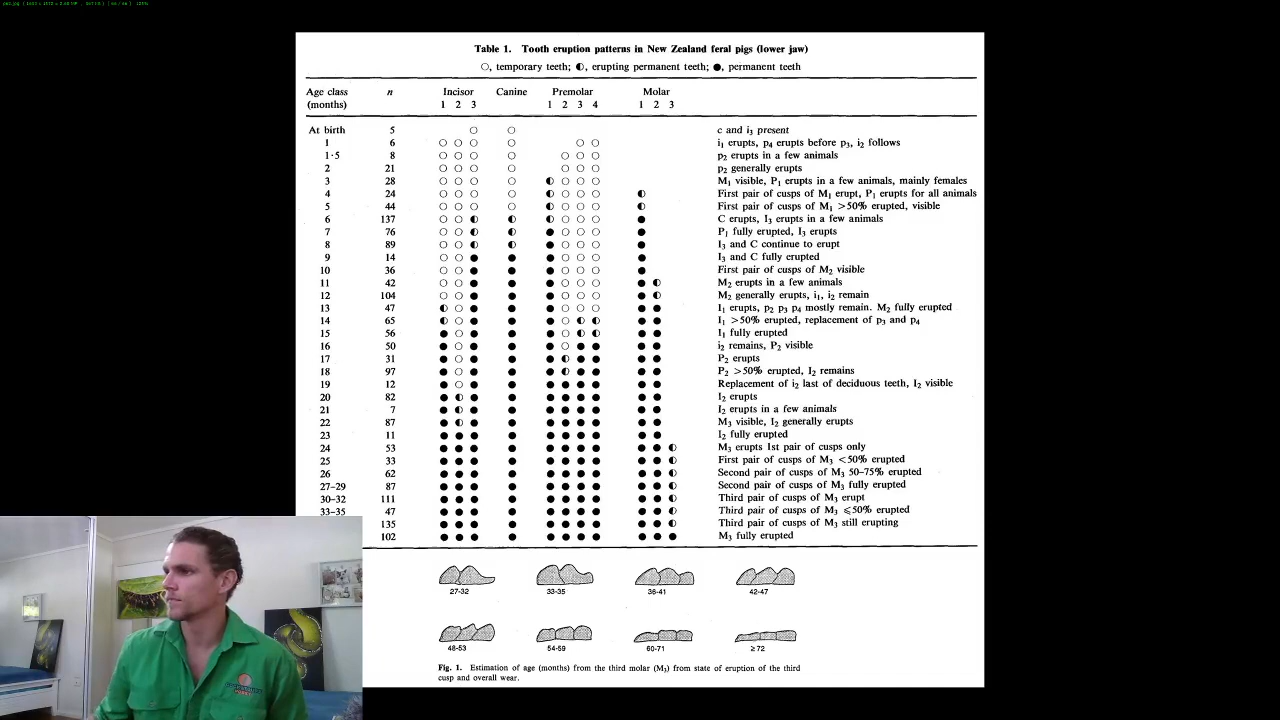 Table 1. Tooth eruption patterns in New Zealand feral pigs (lower jaw)
○, temporary teeth; ◐, erupting permanent teeth; ●, permanent teeth
Age class (months) n Incisor Canine Premolar Molar
1 2 3 1 2 3 4 1 2 3
At birth 5 ○ ○ c and i₃ present
1 6 ○ ○ ○ ○ ○ ○ i₁ erupts, p₄ erupts before p₃, i₂ follows
1·5 8 ○ ○ ○ ○ ○ ○ ○ p₂ erupts in a few animals
2 21 ○ ○ ○ ○ ○ ○ ○ p₂ generally erupts
3 28 ○ ○ ○ ○ ◐ ○ ○ ○ M₁ visible, P₁ erupts in a few animals, mainly females
4 24 ○ ○ ○ ○ ◐ ○ ○ ○ ◐ First pair of cusps of M₁ erupt, P₁ erupts for all animals
5 44 ○ ○ ○ ○ ◐ ○ ○ ○ ◐ First pair of cusps of M₁ >50% erupted, visible
6 137 ○ ○ ◐ ◐ ◐ ○ ○ ○ ● C erupts, I₃ erupts in a few animals
7 76 ○ ○ ◐ ◐ ● ○ ○ ○ ● P₁ fully erupted, I₃ erupts
8 89 ○ ○ ◐ ◐ ● ○ ○ ○ ● I₃ and C continue to erupt
9 14 ○ ○ ● ● ● ○ ○ ○ ● I₃ and C fully erupted
10 36 ○ ○ ● ● ● ○ ○ ○ ● First pair of cusps of M₂ visible
11 42 ○ ○ ● ● ● ○ ○ ○ ● ◐ M₂ erupts in a few animals
12 104 ○ ○ ● ● ● ○ ○ ○ ● ◐ M₂ generally erupts, i₁, i₂ remain
13 47 ◐ ○ ● ● ● ○ ○ ○ ● ● I₁ erupts, p₂ p₃ p₄ mostly remain. M₂ fully erupted
14 65 ◐ ○ ● ● ● ○ ◐ ◐ ● ● I₁ >50% erupted, replacement of p₃ and p₄
15 56 ● ○ ● ● ● ○ ◐ ◐ ● ● I₁ fully erupted
16 50 ● ○ ● ● ● ○ ● ● ● ● i₂ remains, P₂ visible
17 31 ● ○ ● ● ● ◐ ● ● ● ● P₂ erupts
18 97 ● ○ ● ● ● ◐ ● ● ● ● P₂ >50% erupted, I₂ remains
19 12 ● ○ ● ● ● ● ● ● ● ● Replacement of i₂ last of deciduous teeth, I₂ visible
20 82 ● ◐ ● ● ● ● ● ● ● ● I₂ erupts
21 7 ● ◐ ● ● ● ● ● ● ● ● I₂ erupts in a few animals
22 87 ● ◐ ● ● ● ● ● ● ● ● M₃ visible, I₂ generally erupts
23 11 ● ● ● ● ● ● ● ● ● ● I₂ fully erupted
24 53 ● ● ● ● ● ● ● ● ● ● ◐ M₃ erupts 1st pair of cusps only
25 33 ● ● ● ● ● ● ● ● ● ● ◐ First pair of cusps of M₃ <50% erupted
26 62 ● ● ● ● ● ● ● ● ● ● ◐ Second pair of cusps of M₃ 50–75% erupted
27–29 87 ● ● ● ● ● ● ● ● ● ● ◐ Second pair of cusps of M₃ fully erupted
30–32 111 ● ● ● ● ● ● ● ● ● ● ◐ Third pair of cusps of M₃ erupt
33–35 47 ● ● ● ● ● ● ● ● ● ● ◐ Third pair of cusps of M₃ ⩽50% erupted
135 ● ● ● ● ● ● ● ● ● ● ◐ Third pair of cusps of M₃ still erupting
102 ● ● ● ● ● ● ● ● ● ● ● M₃ fully erupted
27-32 33-35 36-41 42-47
48-53 54-59 60-71 ≥72
Fig. 1. Estimation of age (months) from the third molar (M₃) from state of eruption of the third
cusp and overall wear.